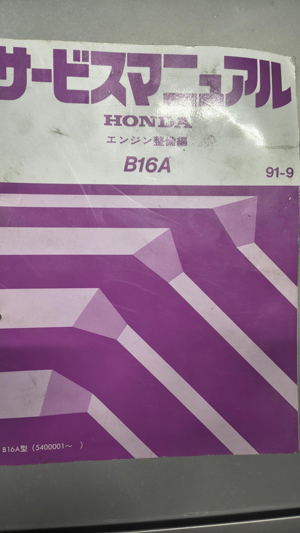 サービスマニュアル
HONDA
エンジン整備編
B16A
91-9
B16A型 (5400001～ )